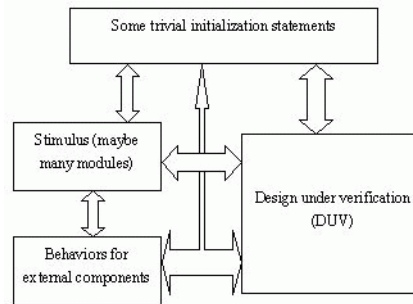 Some trivial initialization statements
Stimulus (maybe
many modules)
Design under verification
(DUV)
Behaviors for
external components